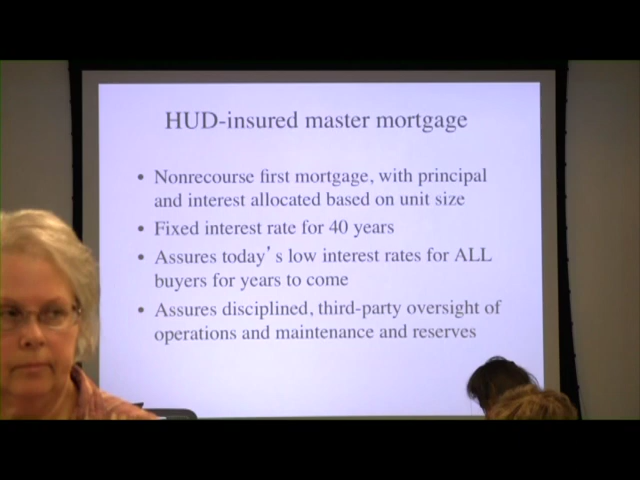 HUD-insured master mortgage
• Nonrecourse first mortgage, with principal
and interest allocated based on unit size
• Fixed interest rate for 40 years
• Assures today's low interest rates for ALL
buyers for years to come
• Assures disciplined, third-party oversight of
operations and maintenance and reserves